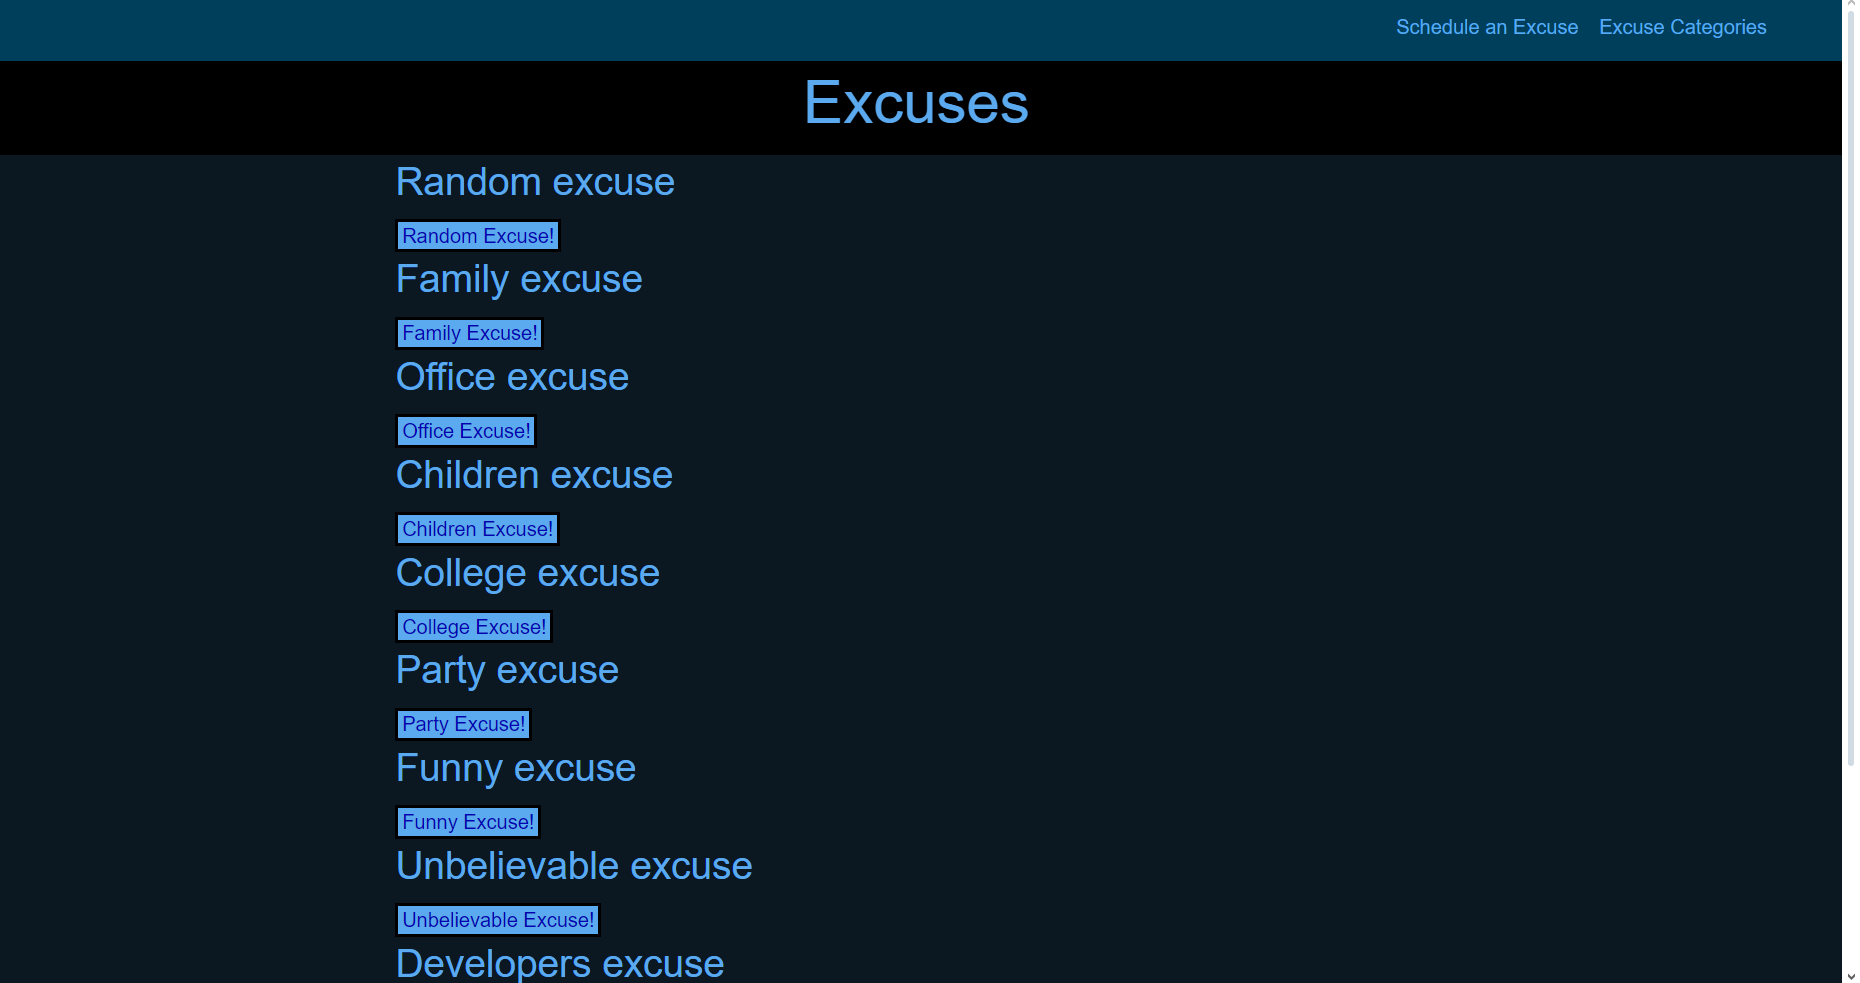 Schedule an Excuse Excuse Categories
Excuses
Random excuse
Random Excuse!
Family excuse
Family Excuse!
Office excuse
Office Excuse!
Children excuse
Children Excuse!
College excuse
College Excuse!
Party excuse
Party Excuse!
Funny excuse
Funny Excuse!
Unbelievable excuse
Unbelievable Excuse!
Developers excuse